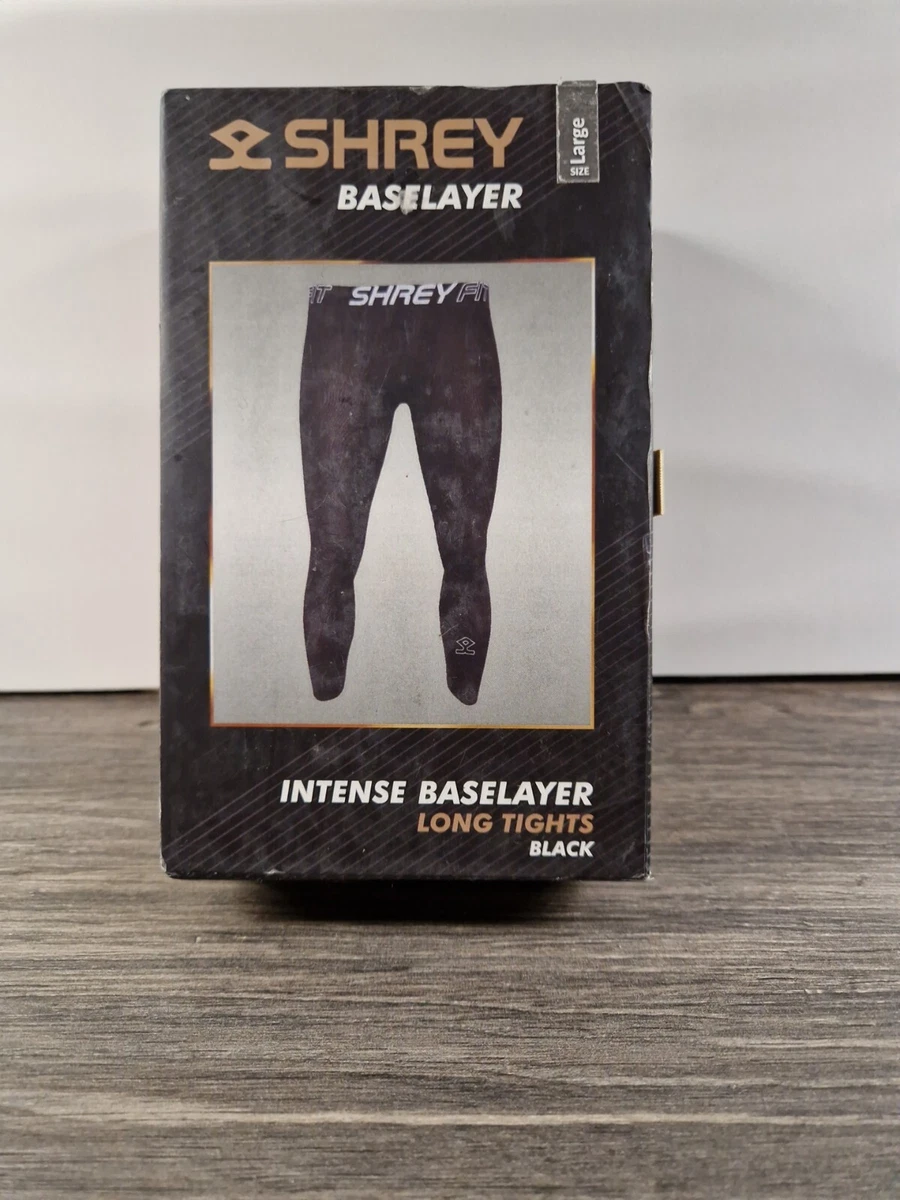 SHREY
BASELAYER
SIZE Large
SHREY FIT
INTENSE BASELAYER
LONG TIGHTS
BLACK